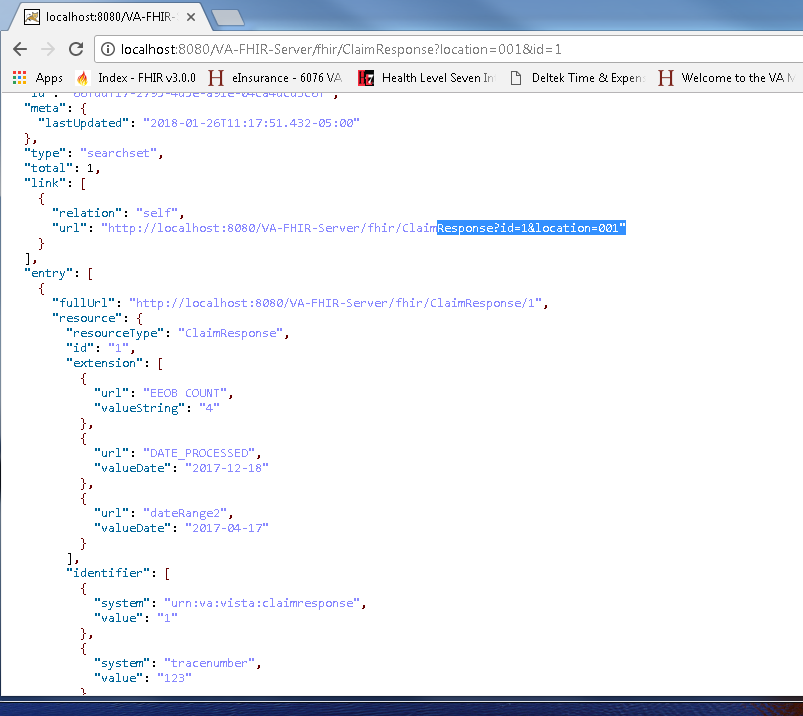 localhost:8080/VA-FHIR-
localhost:8080/VA-FHIR-Server/fhir/ClaimResponse?location=001&id=1
Apps Index - FHIR v3.0.0 eInsurance - 6076 VA Health Level Seven In Deltek Time & Expens Welcome to the VA M
"meta": {
"lastUpdated": "2018-01-26T11:17:51.432-05:00"
},
"type": "searchset",
"total": 1,
"link": [
{
"relation": "self",
"url": "http://localhost:8080/VA-FHIR-Server/fhir/ClaimResponse?id=1&location=001"
}
],
"entry": [
{
"fullUrl": "http://localhost:8080/VA-FHIR-Server/fhir/ClaimResponse/1",
"resource": {
"resourceType": "ClaimResponse",
"id": "1",
"extension": [
{
"url": "EEOB COUNT",
"valueString": "4"
},
{
"url": "DATE_PROCESSED",
"valueDate": "2017-12-18"
},
{
"url": "dateRange2",
"valueDate": "2017-04-17"
}
],
"identifier": [
{
"system": "urn:va:vista:claimresponse",
"value": "1"
},
{
"system": "tracenumber",
"value": "123"
}